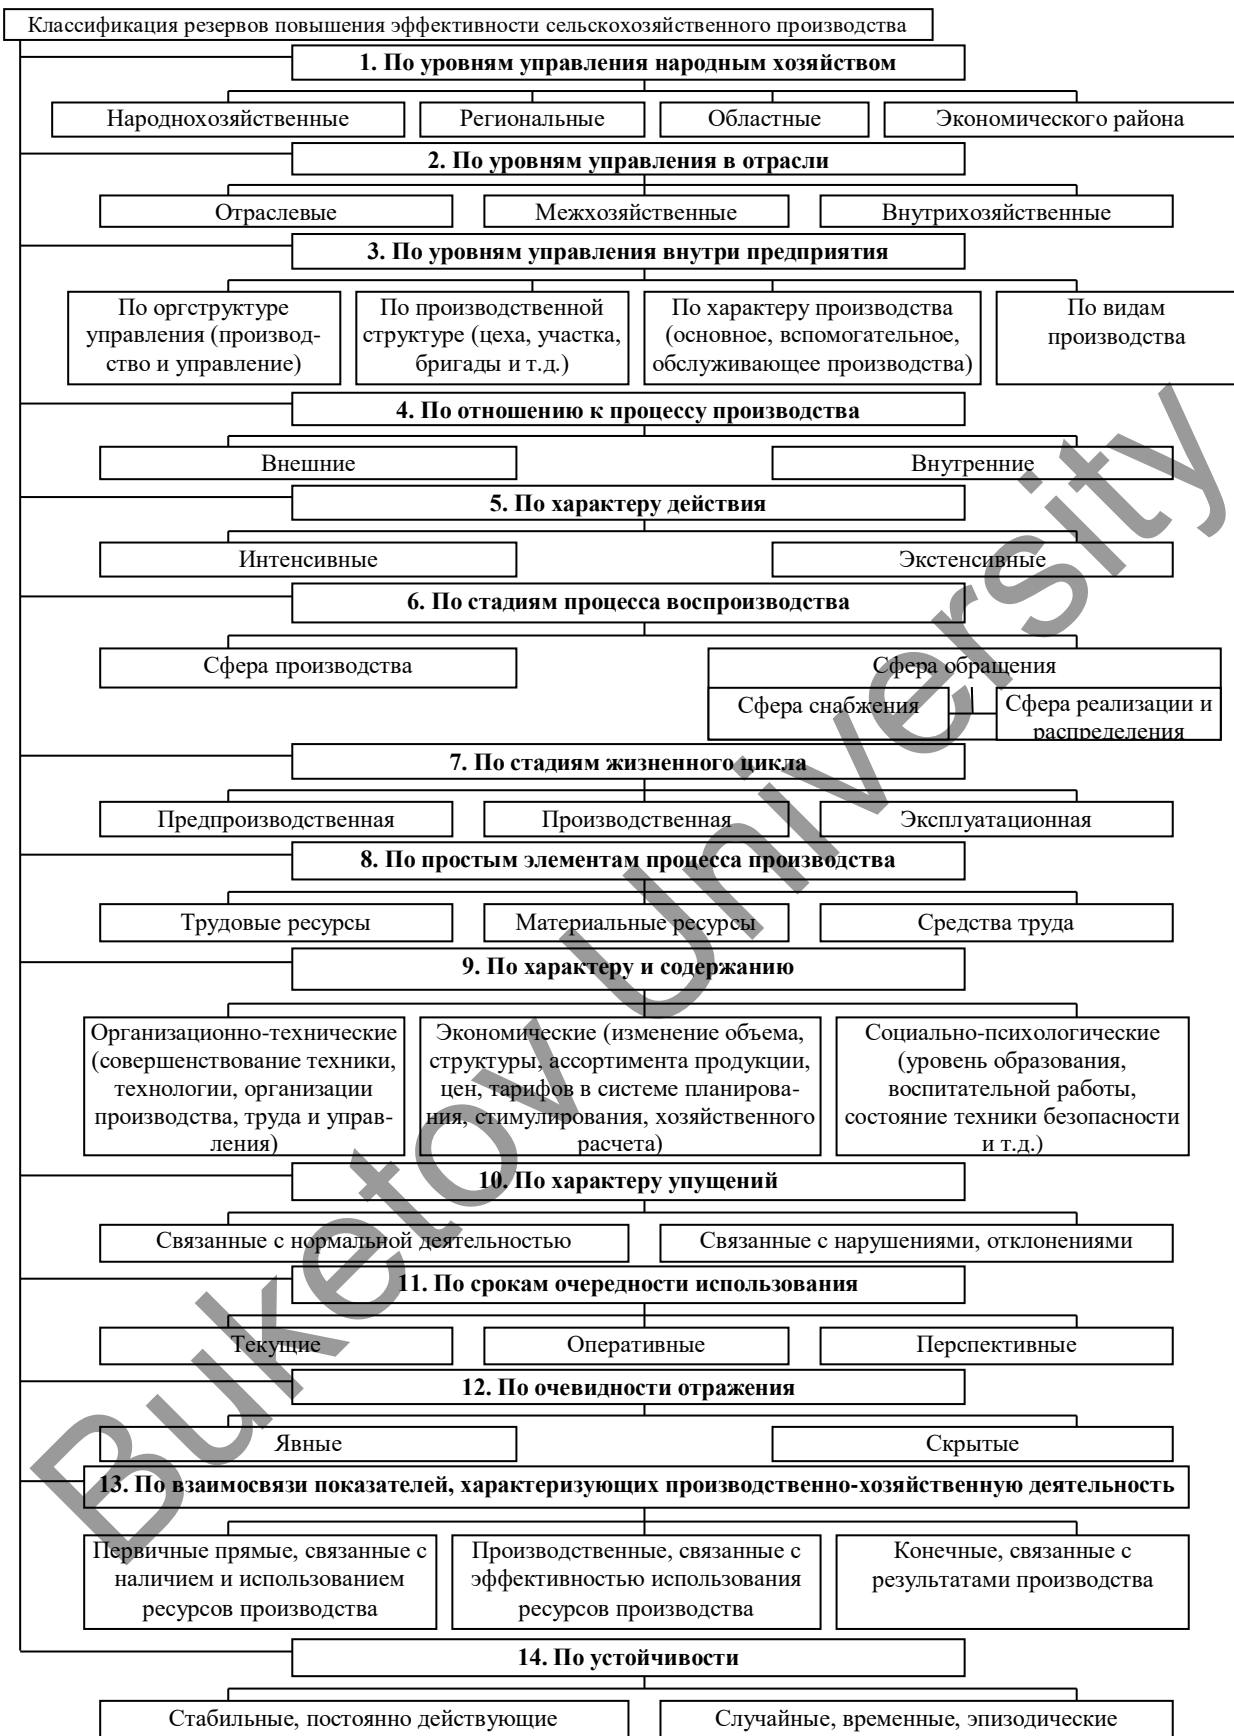 Классификация резервов повышения эффективности сельскохозяйственного производства
1. По уровням управления народным хозяйством
Народнохозяйственные
Региональные
Областные
Экономического района
2. По уровням управления в отрасли
Отраслевые
Межхозяйственные
Внутрихозяйственные
3. По уровням управления внутри предприятия
По оргструктуре
управления (производ-
ство и управление)
По производственной
структуре (цеха, участка,
бригады и т.д.)
По характеру производства
(основное, вспомогательное,
обслуживающее производства)
По видам
производства
4. По отношению к процессу производства
Внешние
Внутренние
5. По характеру действия
Интенсивные
Экстенсивные
6. По стадиям процесса воспроизводства
Сфера производства
Сфера обращения
Сфера снабжения
Сфера реализации и
распределения
7. По стадиям жизненного цикла
Предпроизводственная
Производственная
Эксплуатационная
8. По простым элементам процесса производства
Трудовые ресурсы
Материальные ресурсы
Средства труда
9. По характеру и содержанию
Организационно-технические
(совершенствование техники,
технологии, организации
производства, труда и управ-
ления)
Экономические (изменение объема,
структуры, ассортимента продукции,
цен, тарифов в системе планирова-
ния, стимулирования, хозяйственного
расчета)
Социально-психологические
(уровень образования,
воспитательной работы,
состояние техники безопасности
и т.д.)
10. По характеру упущений
Связанные с нормальной деятельностью
Связанные с нарушениями, отклонениями
11. По срокам очередности использования
Текущие
Оперативные
Перспективные
12. По очевидности отражения
Явные
Скрытые
13. По взаимосвязи показателей, характеризующих производственно-хозяйственную деятельность
Первичные прямые, связанные с
наличием и использованием
ресурсов производства
Производственные, связанные с
эффективностью использования
ресурсов производства
Конечные, связанные с
результатами производства
14. По устойчивости
Стабильные, постоянно действующие
Случайные, временные, эпизодические
Buketov University